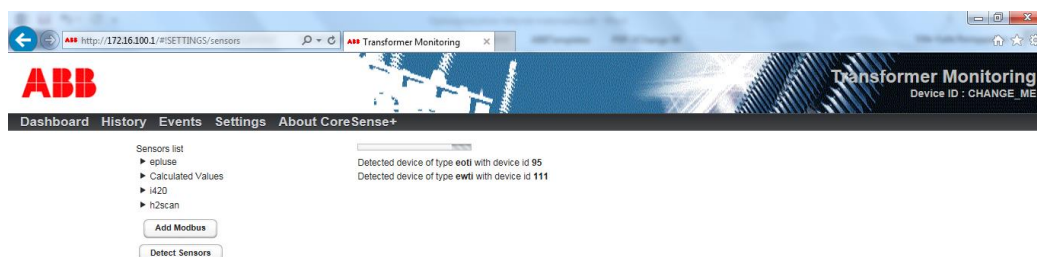 ABB http://172.16.100.1/#!SETTINGS/sensors
ABB Transformer Monitoring
ABB
Transformer Monitoring
Device ID : CHANGE_ME
Dashboard History Events Settings About CoreSense+
Sensors list
epluse
Calculated Values
i420
h2scan
Add Modbus
Detect Sensors
Detected device of type eoti with device id 95
Detected device of type ewti with device id 111